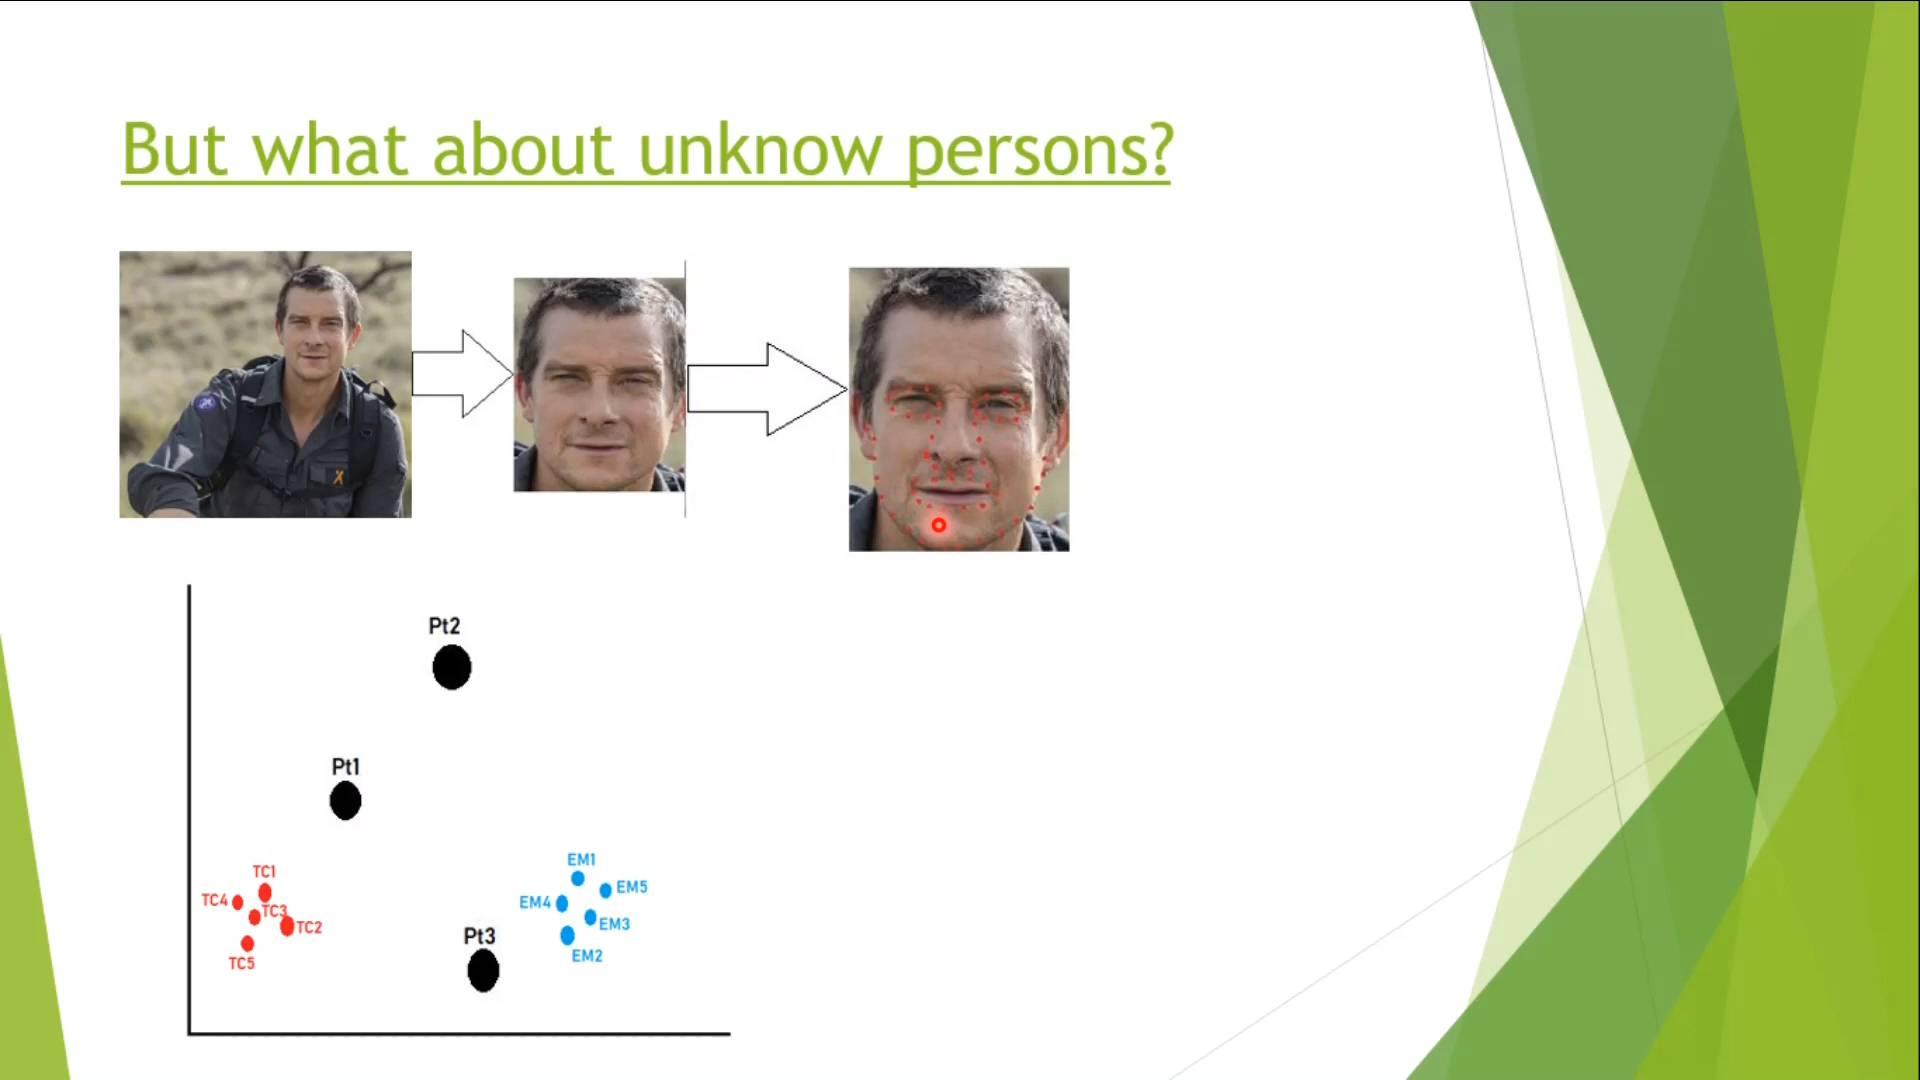 But what about unknow persons?
Pt2
Pt1
TC1
TC4
TC3
TC2
TC5
EM1
EM5
EM4
EM3
EM2
Pt3